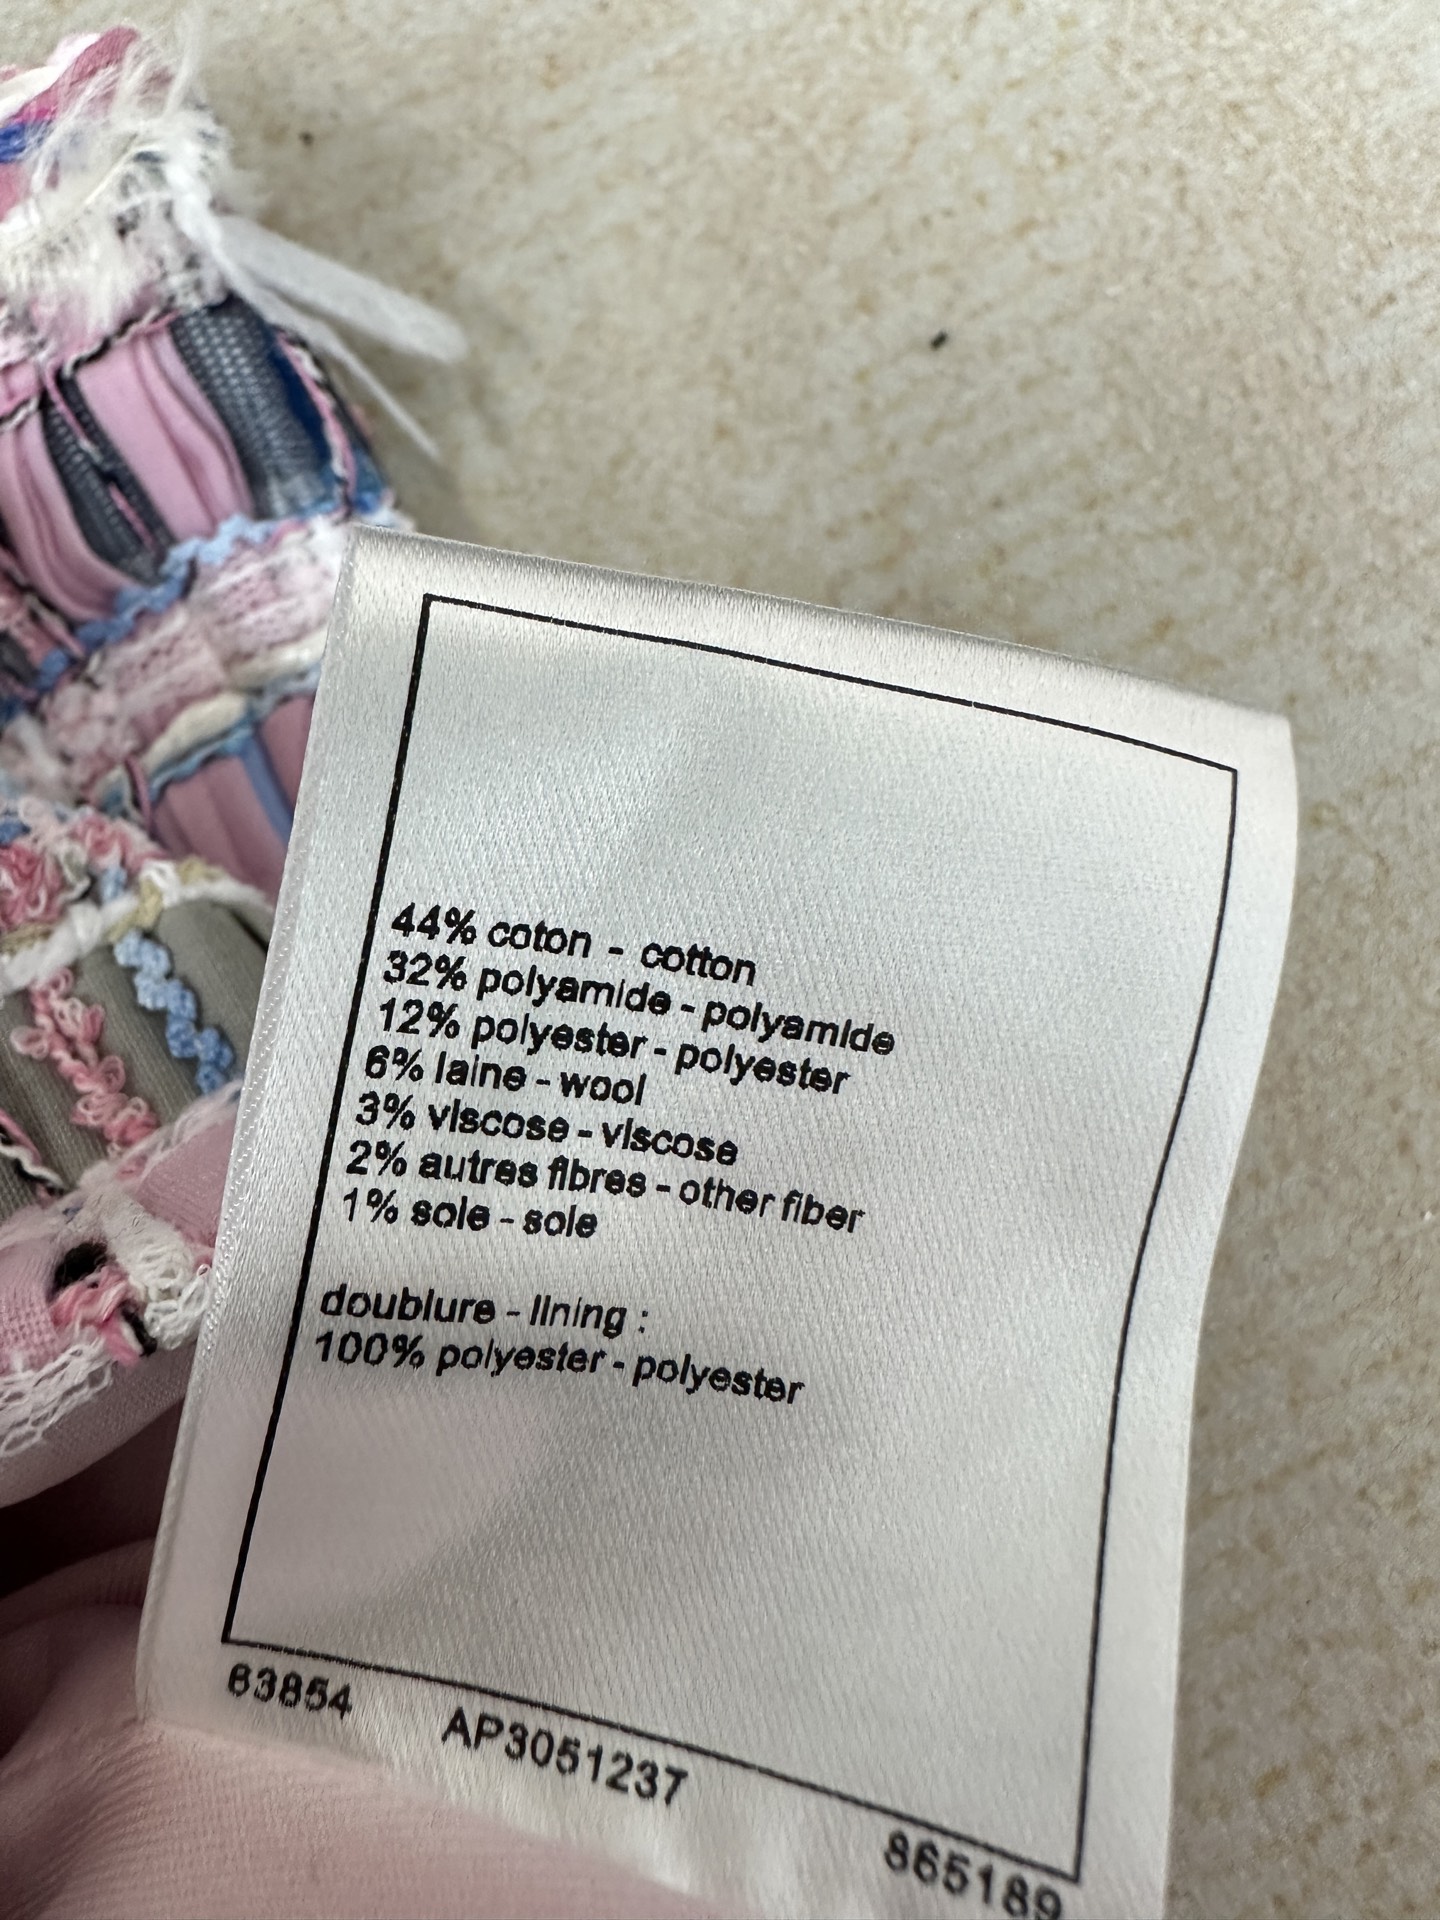 44% coton - cotton
32% polyamide - polyamide
12% polyester - polyester
6% laine - wool
3% viscose - viscose
2% autres fibres - other fiber
1% soie - soie
doublure - lining :
100% polyester - polyester
63854 AP3051237 865189